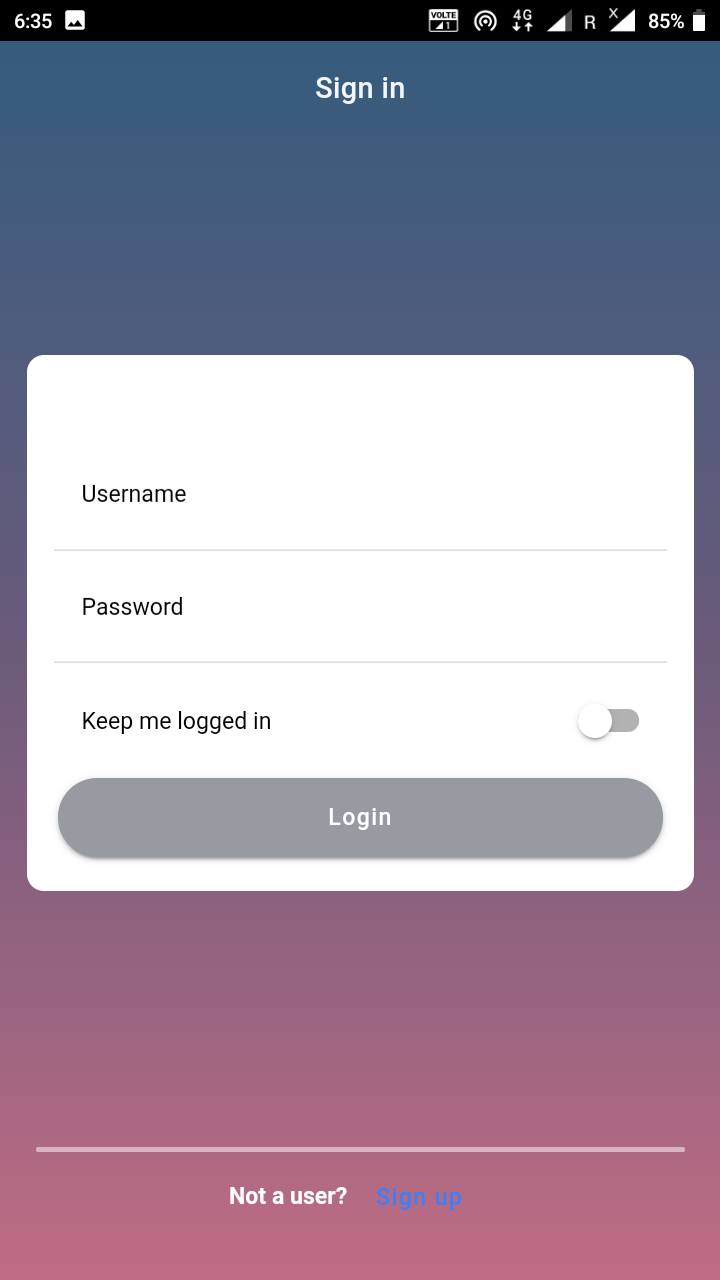 6:35 VOLTE 1 4G R X 85%
Sign in
Username
Password
Keep me logged in
Login
Not a user? Sign up